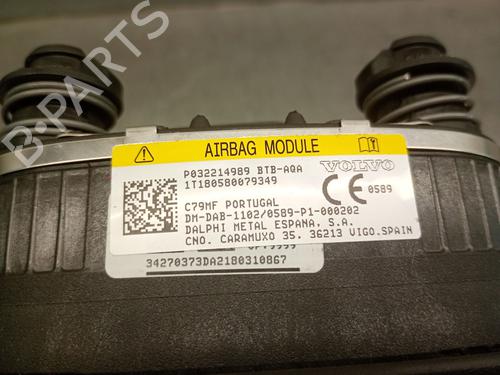 B-PARTS
AIRBAG MODULE
P032214989 BTB-AQA
1T180580079349
VOLVO
0589
C79MF PORTUGAL
DM-DAB-1102/0589-P1-000202
DALPHI METAL ESPANA, S.A.
CNO. CARAMUXO 35. 36213 VIGO.SPAIN
34270373DA2180310867